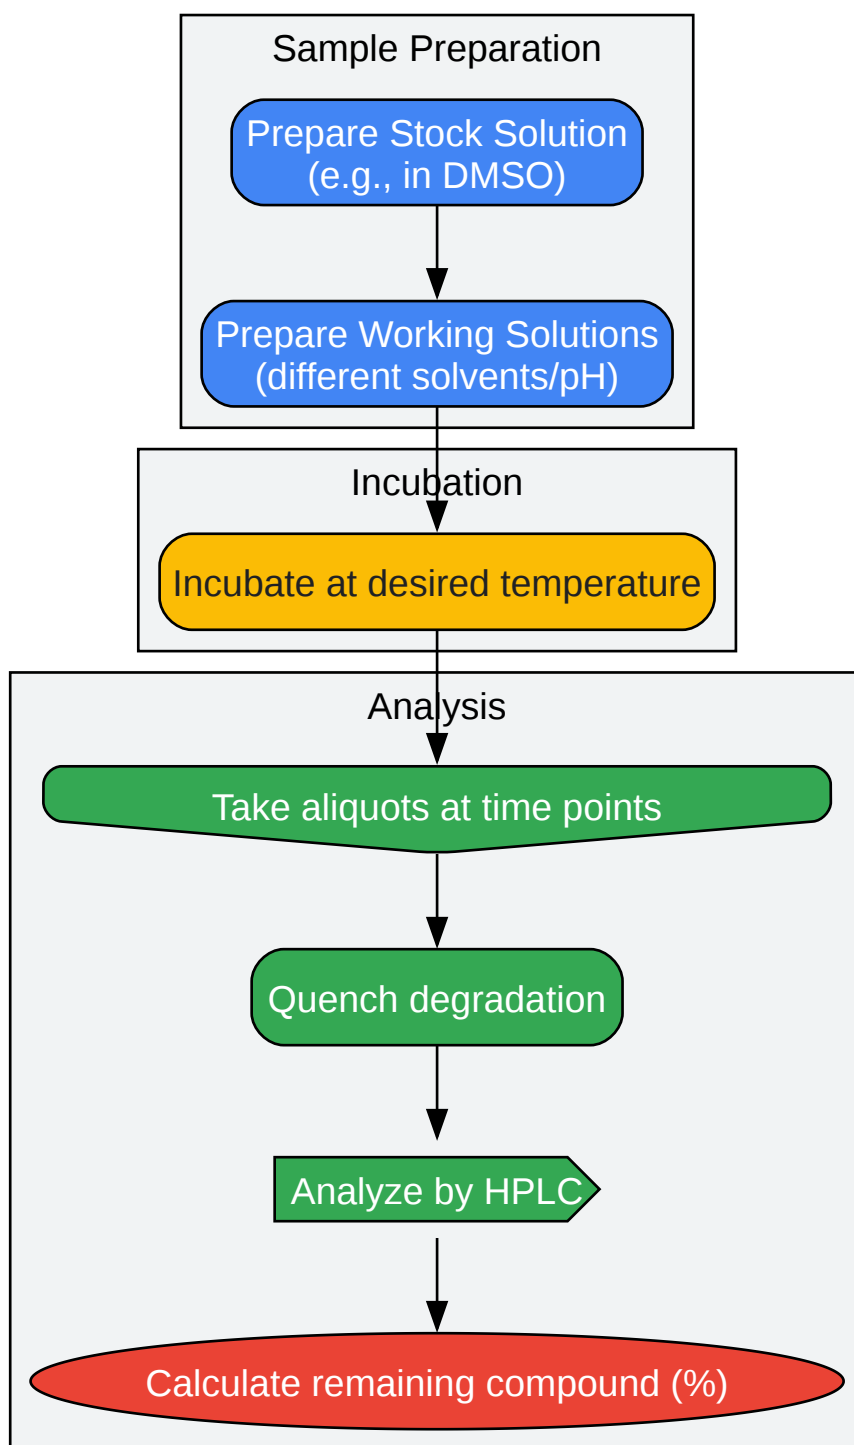 Sample Preparation
Prepare Stock Solution
(e.g., in DMSO)
Prepare Working Solutions
(different solvents/pH)
Incubation
Incubate at desired temperature
Analysis
Take aliquots at time points
Quench degradation
Analyze by HPLC
Calculate remaining compound (%)